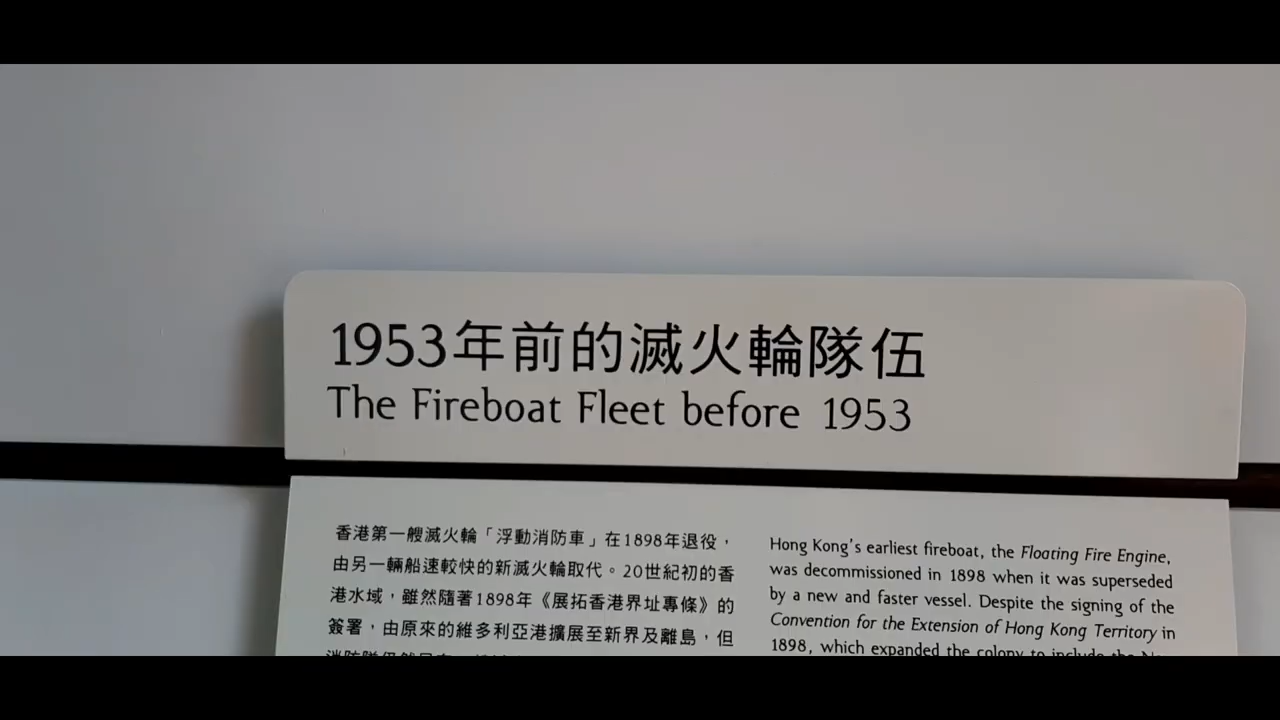 1953年前的滅火輪隊伍
The Fireboat Fleet before 1953
香港第一艘滅火輪「浮動消防車」在1898年退役，
由另一輛船速較快的新滅火輪取代。20世紀初的香
港水域，雖然隨著1898年《展拓香港界址專條》的
簽署，由原來的維多利亞港擴展至新界及離島，但
Hong Kong's earliest fireboat, the Floating Fire Engine,
was decommissioned in 1898 when it was superseded
by a new and faster vessel. Despite the signing of the
Convention for the Extension of Hong Kong Territory in
1898, which expanded the colony to include the